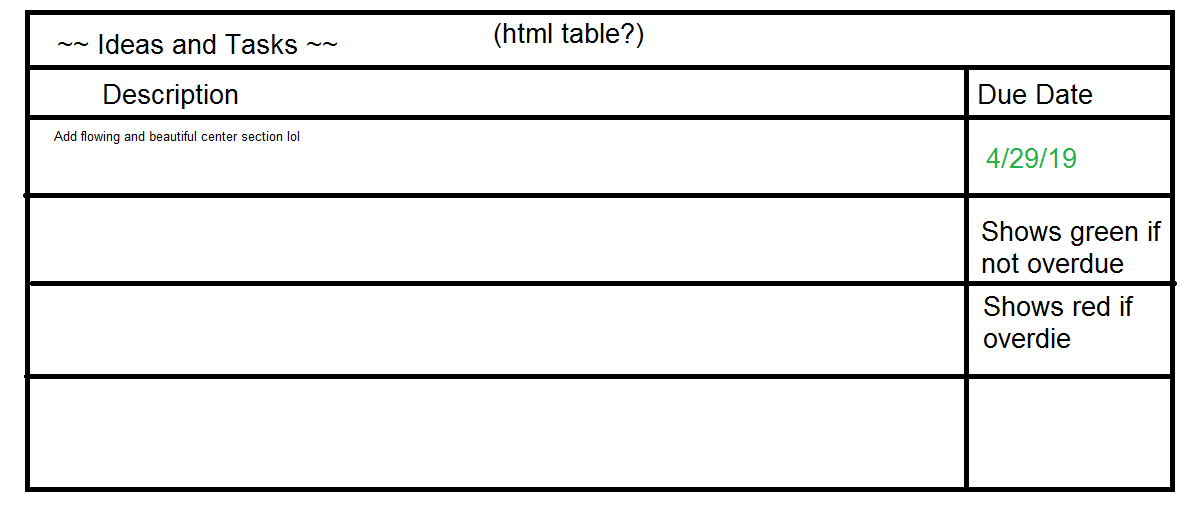 ~~ Ideas and Tasks ~~
(html table?)
Description
Due Date
Add flowing and beautiful center section lol
4/29/19
Shows green if
not overdue
Shows red if
overdie